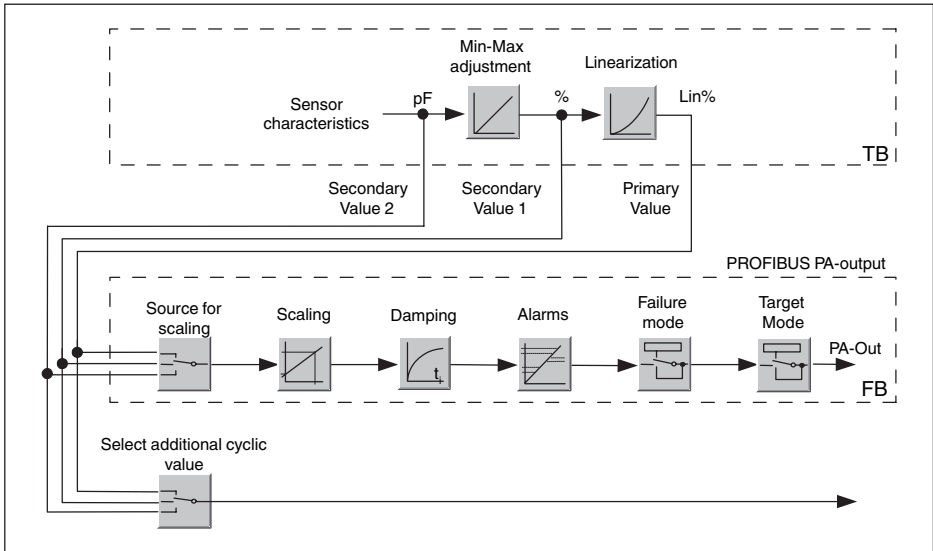 Min-Max
adjustment
Linearization
Sensor
characteristics
pF
%
Lin%
TB
Secondary
Value 2
Secondary
Value 1
Primary
Value
PROFIBUS PA-output
Source for
scaling
Scaling
Damping
Alarms
Failure
mode
Target
Mode
t
PA-Out
FB
Select additional cyclic
value